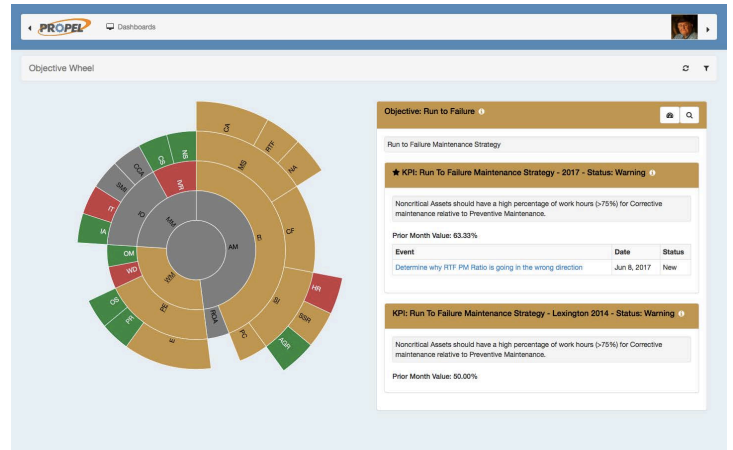 PROPEL
Dashboards
Objective Wheel
CA
RTF
NA
MS
NS
CS
IVR
CCA
SMI
IT
IA
IO
MM
AM
RI
CF
OM
WD
WM
HR
SI
SSR
AGR
PC
ROA
RE
OS
PR
E
Objective: Run to Failure
Run to Failure Maintenance Strategy
KPI: Run To Failure Maintenance Strategy - 2017 - Status: Warning
Noncritical Assets should have a high percentage of work hours (>75%) for Corrective
maintenance relative to Preventive Maintenance.
Prior Month Value: 63.33%
Event Date Status
Determine why RTF PM Ratio is going in the wrong direction Jun 8, 2017 New
KPI: Run To Failure Maintenance Strategy - Lexington 2014 - Status: Warning
Noncritical Assets should have a high percentage of work hours (>75%) for Corrective
maintenance relative to Preventive Maintenance.
Prior Month Value: 50.00%